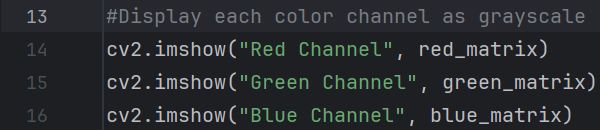 13 #Display each color channel as grayscale
14 cv2.imshow("Red Channel", red_matrix)
15 cv2.imshow("Green Channel", green_matrix)
16 cv2.imshow("Blue Channel", blue_matrix)